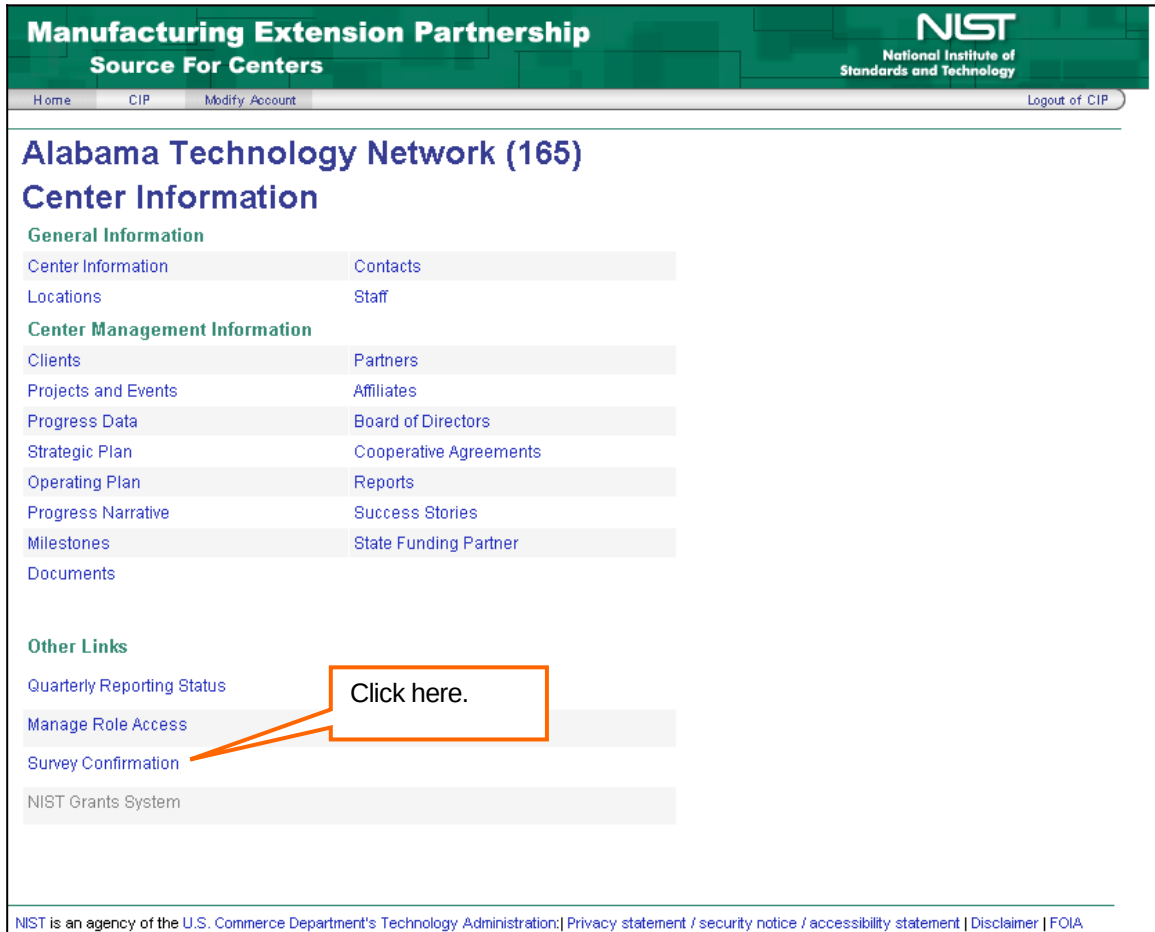 Manufacturing Extension Partnership
Source For Centers
NIST
National Institute of
Standards and Technology
Home CIP Modify Account Logout of CIP
Alabama Technology Network (165)
Center Information
General Information
Center Information Contacts
Locations Staff
Center Management Information
Clients Partners
Projects and Events Affiliates
Progress Data Board of Directors
Strategic Plan Cooperative Agreements
Operating Plan Reports
Progress Narrative Success Stories
Milestones State Funding Partner
Documents
Other Links
Quarterly Reporting Status
Click here.
Manage Role Access
Survey Confirmation
NIST Grants System
NIST is an agency of the U.S. Commerce Department's Technology Administration:| Privacy statement / security notice / accessibility statement | Disclaimer | FOIA